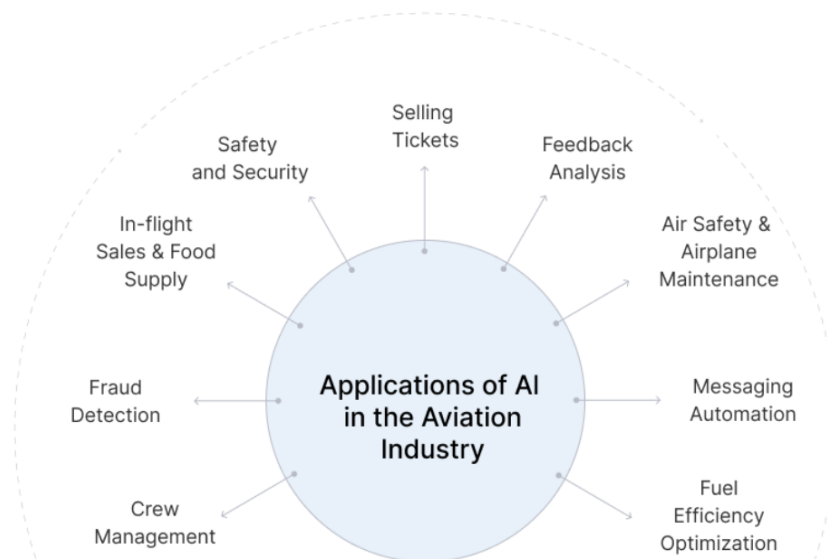 Selling
Tickets
Safety
and Security
Feedback
Analysis
In-flight
Sales & Food
Supply
Air Safety &
Airplane
Maintenance
Applications of AI
in the Aviation
Industry
Fraud
Detection
Messaging
Automation
Crew
Management
Fuel
Efficiency
Optimization